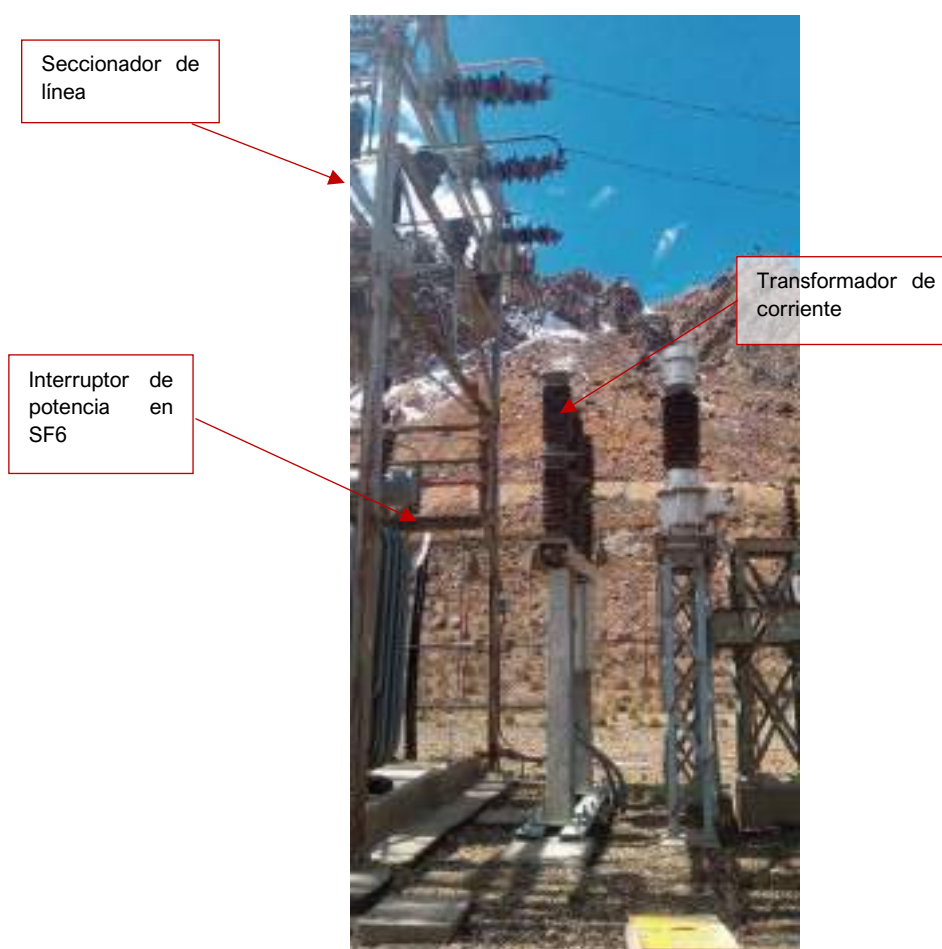 Seccionador de
línea
Transformador de
corriente
Interruptor de
potencia en
SF6